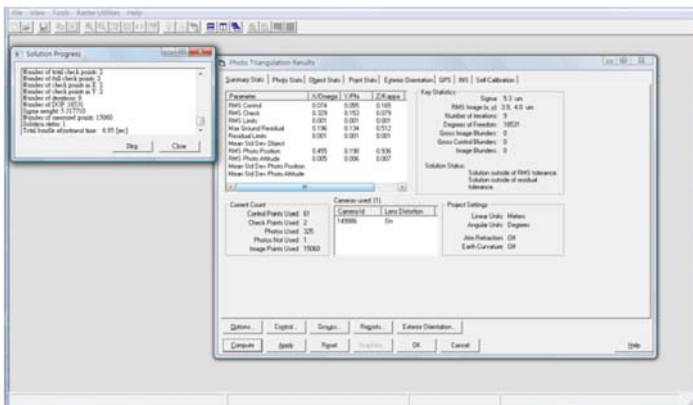 File View Tools Raster Utilities Help
Solution Progress
Number of total check points: 2
Number of full check points: 2
Number of check points in X: 2
Number of check points in Y: 2
Number of iterations: 9
Number of DOF: 18531
Number of measured points: 15060
Solution status: 1
Total bundle adjustment time: 6.95 [sec]
Stop Close
Photo Triangulation Results
Summary Stats Photo Stats Object Stats Point Stats Exterior Orientation GPS INS Self Calibration
Parameter X/Omega Y/Phi Z/Kappa
RMS Control 0.074 0.055 0.165
RMS Check 0.329 0.153 0.079
RMS Limits 0.001 0.001 0.001
Max Ground Residual 0.196 0.134 0.512
Residual Limits 0.001 0.001 0.001
Mean Std Dev Object
RMS Photo Position 0.455 0.198 0.936
RMS Photo Attitude 0.005 0.006 0.007
Mean Std Dev Photo Position
Mean Std Dev Photo Attitude
Key Statistics
Sigma: 5.3 um
RMS Image (x, y): 3.9, 4.0 um
Number of iterations: 9
Degrees of Freedom: 18531
Gross Image Blunders: 0
Gross Control Blunders: 0
Image Blunders: 0
Solution Status:
Solution outside of RMS tolerance.
Solution outside of residual
tolerance.
Current Count
Control Points Used: 61
Check Points Used: 2
Photos Used: 325
Photos Not Used: 1
Image Points Used: 15060
Cameras used: (1)
Camera Id Lens Distortion
On
Project Settings
Linear Units: Meters
Angular Units: Degrees
Atm Refraction: Off
Earth Curvature: Off
Options... Control... Groups... Reports... Exterior Orientation...
Compute Apply Reset Graphics OK Cancel Help